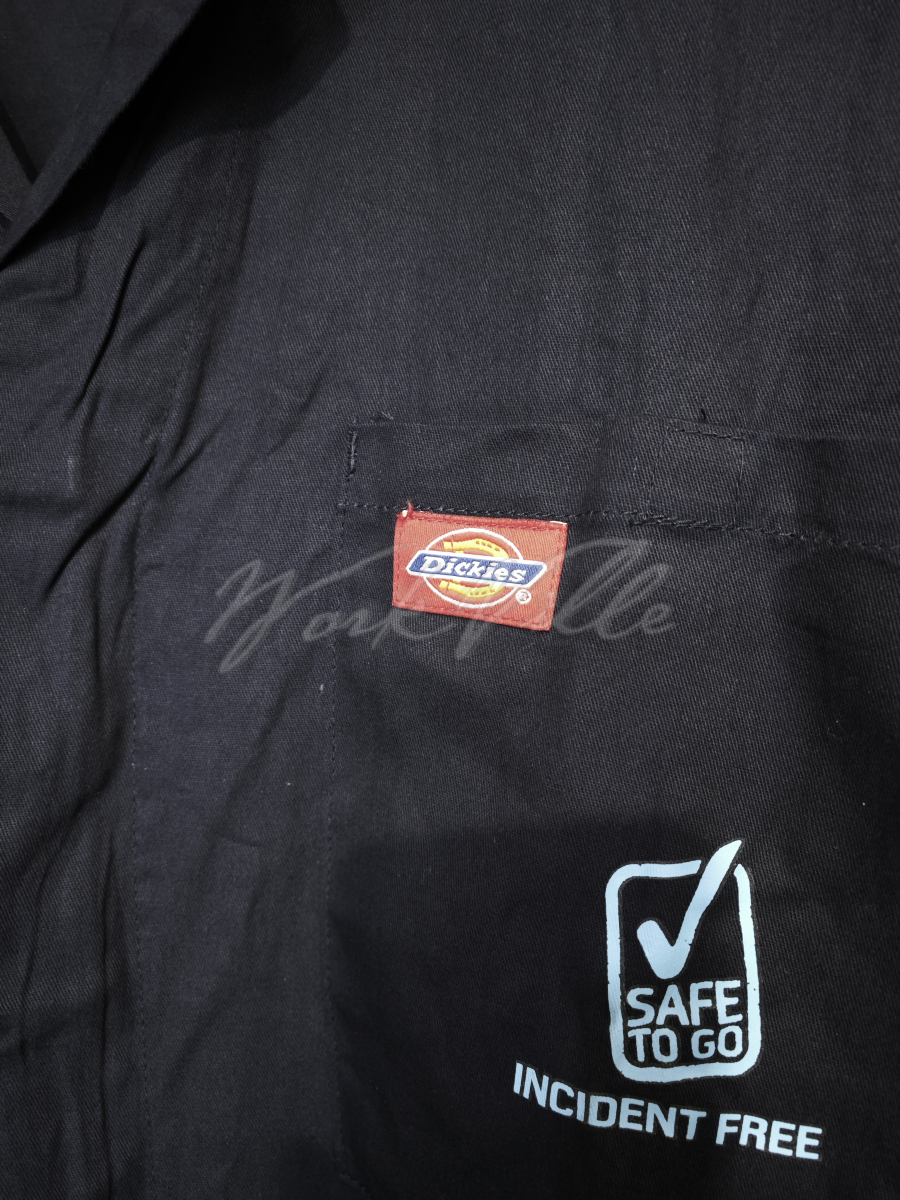 Dickies®
SAFE
TO GO
INCIDENT FREE